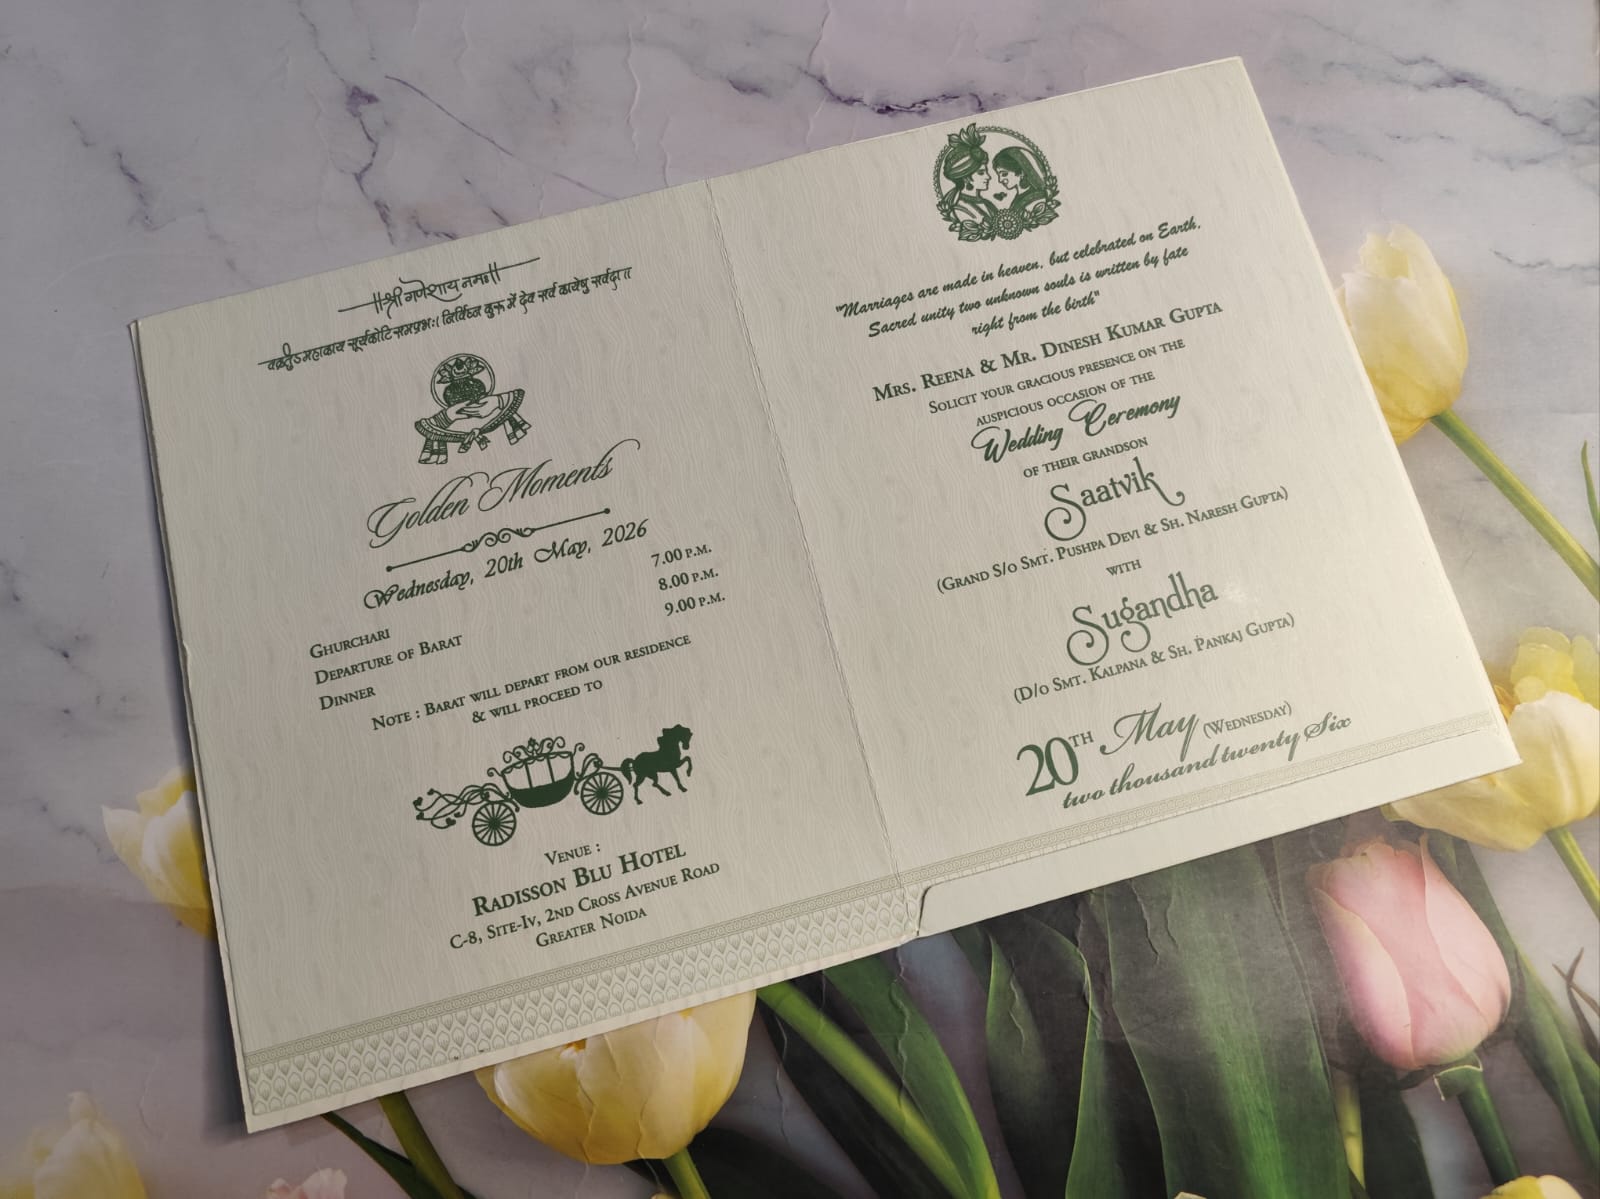 ॥श्री गणेशाय नमः॥
वक्रतुंड महाकाय सूर्यकोटि समप्रभः। निर्विघ्नं कुरु में देव सर्व कार्येषु सर्वदा॥
Golden Moments
Wednesday, 20th May, 2026
Ghurchari 7.00 p.m.
Departure of Barat 8.00 p.m.
Dinner 9.00 p.m.
Note : Barat will depart from our residence
& will proceed to
Venue :
Radisson Blu Hotel
C-8, Site-Iv, 2nd Cross Avenue Road
Greater Noida
"Marriages are made in heaven, but celebrated on Earth,
Sacred unity two unknown souls is written by fate
right from the birth"
Mrs. Reena & Mr. Dinesh Kumar Gupta
Solicit your gracious presence on the
auspicious occasion of the
Wedding Ceremony
of their grandson
Saatvik
(Grand S/o Smt. Pushpa Devi & Sh. Naresh Gupta)
with
Sugandha
(D/o Smt. Kalpana & Sh. Pankaj Gupta)
20th May (Wednesday)
two thousand twenty Six